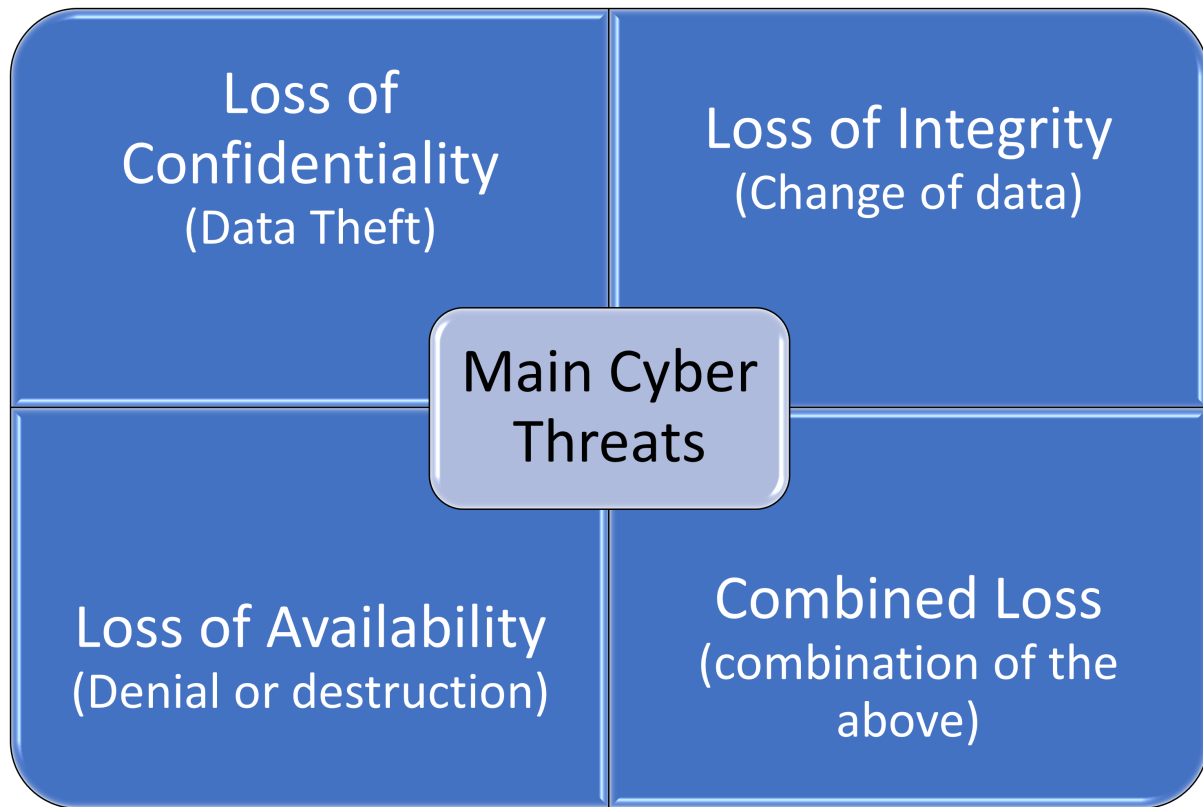 Loss of
Confidentiality
(Data Theft)
Loss of Integrity
(Change of data)
Main Cyber
Threats
Loss of Availability
(Denial or destruction)
Combined Loss
(combination of the
above)